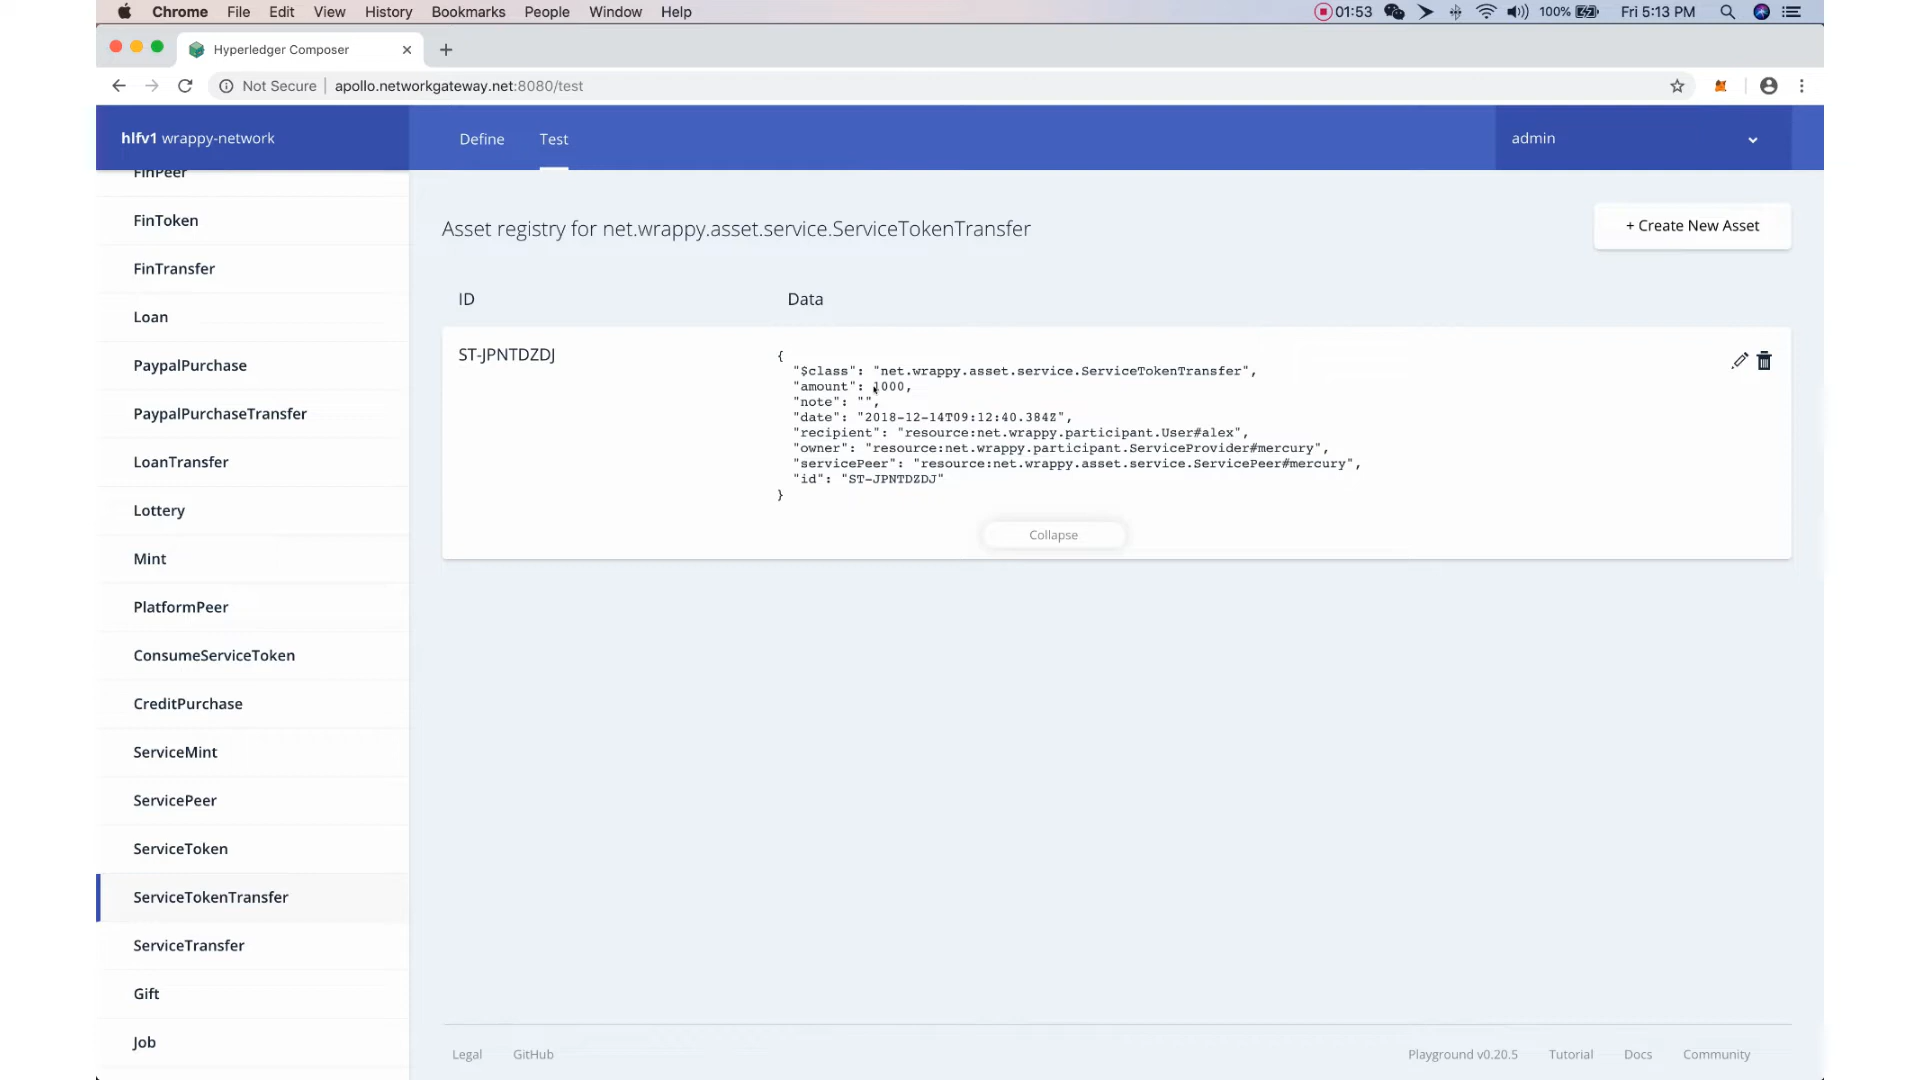 Chrome File Edit View History Bookmarks People Window Help 01:53 100% Fri 5:13 PM
Hyperledger Composer
Not Secure | apollo.networkgateway.net:8080/test
hlfv1 wrappy-network Define Test admin
FinPeer
FinToken
FinTransfer
Loan
PaypalPurchase
PaypalPurchaseTransfer
LoanTransfer
Lottery
Mint
PlatformPeer
ConsumeServiceToken
CreditPurchase
ServiceMint
ServicePeer
ServiceToken
ServiceTokenTransfer
ServiceTransfer
Gift
Job
Asset registry for net.wrappy.asset.service.ServiceTokenTransfer
+ Create New Asset
ID Data
ST-JPNTDZDJ
{
"$class": "net.wrappy.asset.service.ServiceTokenTransfer",
"amount": 1000,
"note": "",
"date": "2018-12-14T09:12:40.384Z",
"recipient": "resource:net.wrappy.participant.User#alex",
"owner": "resource:net.wrappy.participant.ServiceProvider#mercury",
"servicePeer": "resource:net.wrappy.asset.service.ServicePeer#mercury",
"id": "ST-JPNTDZDJ"
}
Collapse
Legal GitHub Playground v0.20.5 Tutorial Docs Community